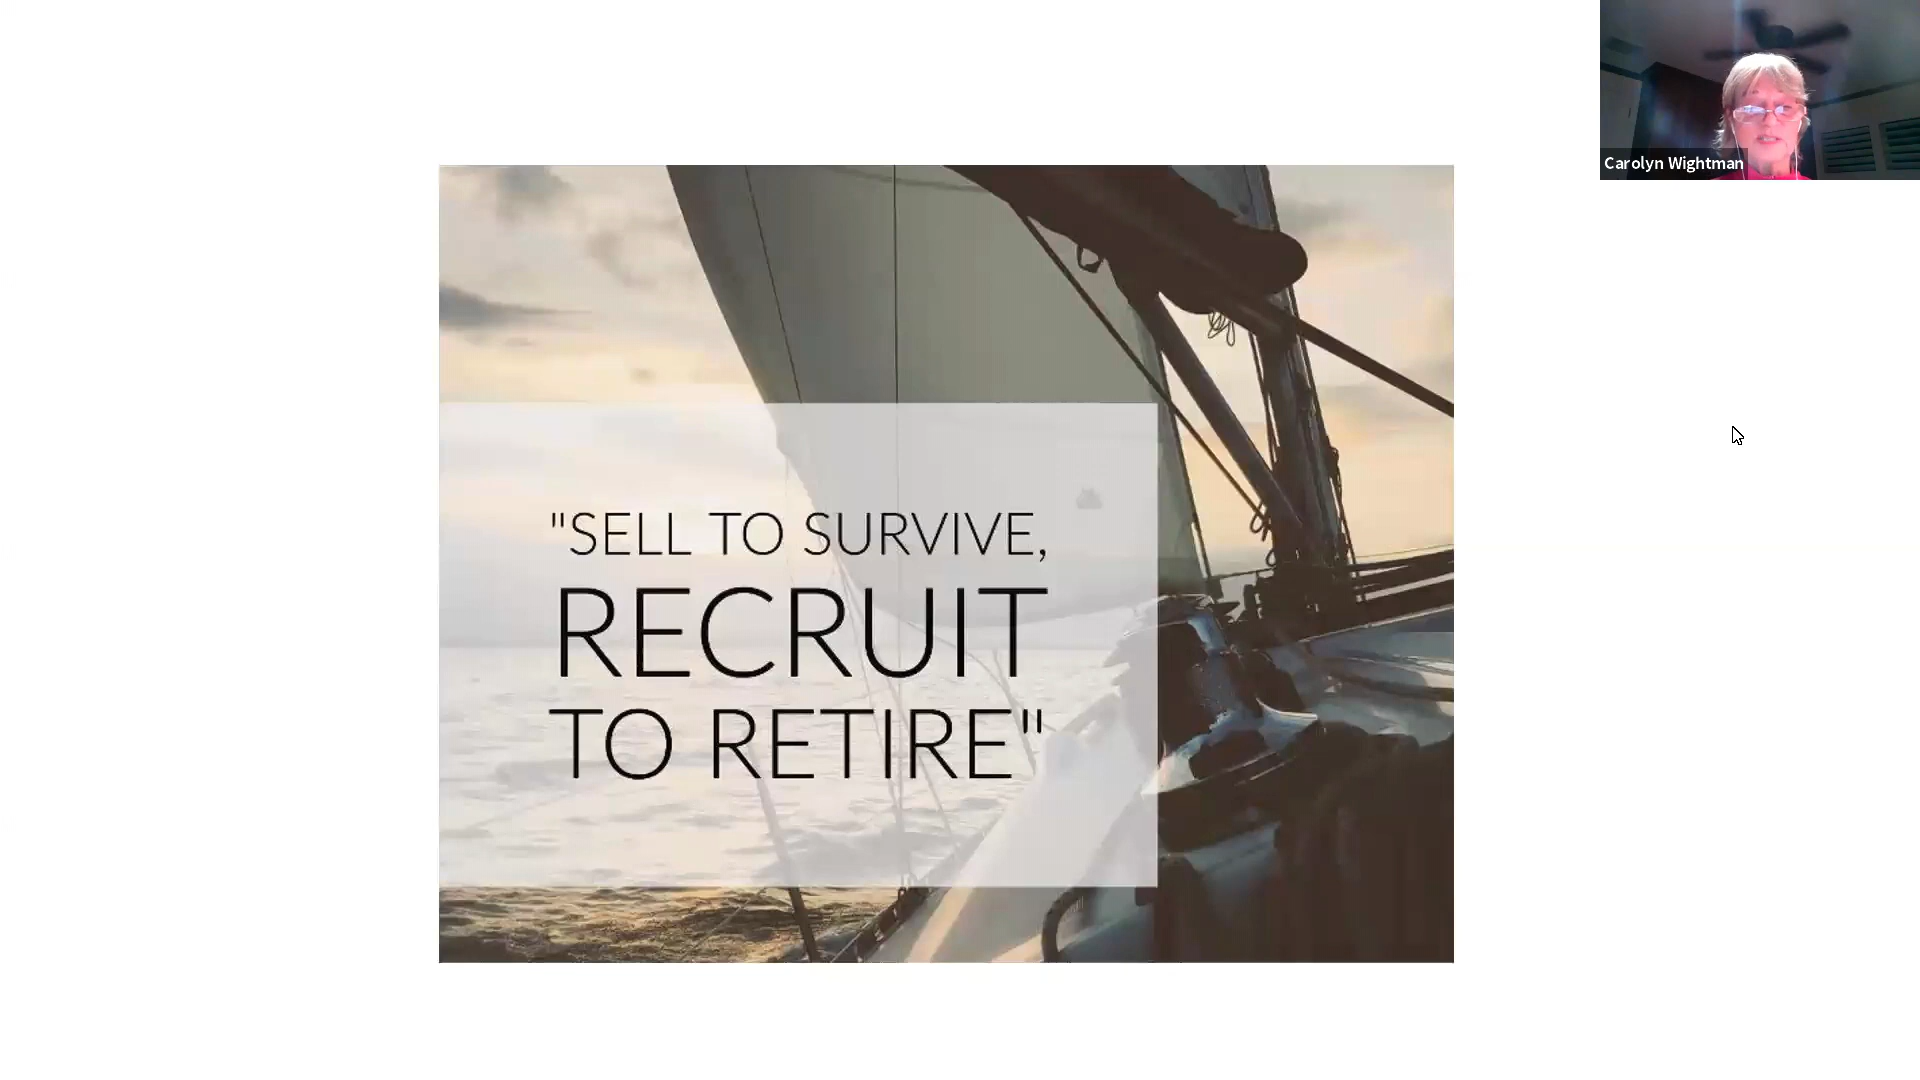 Carolyn Wightman
"SELL TO SURVIVE,
RECRUIT
TO RETIRE"